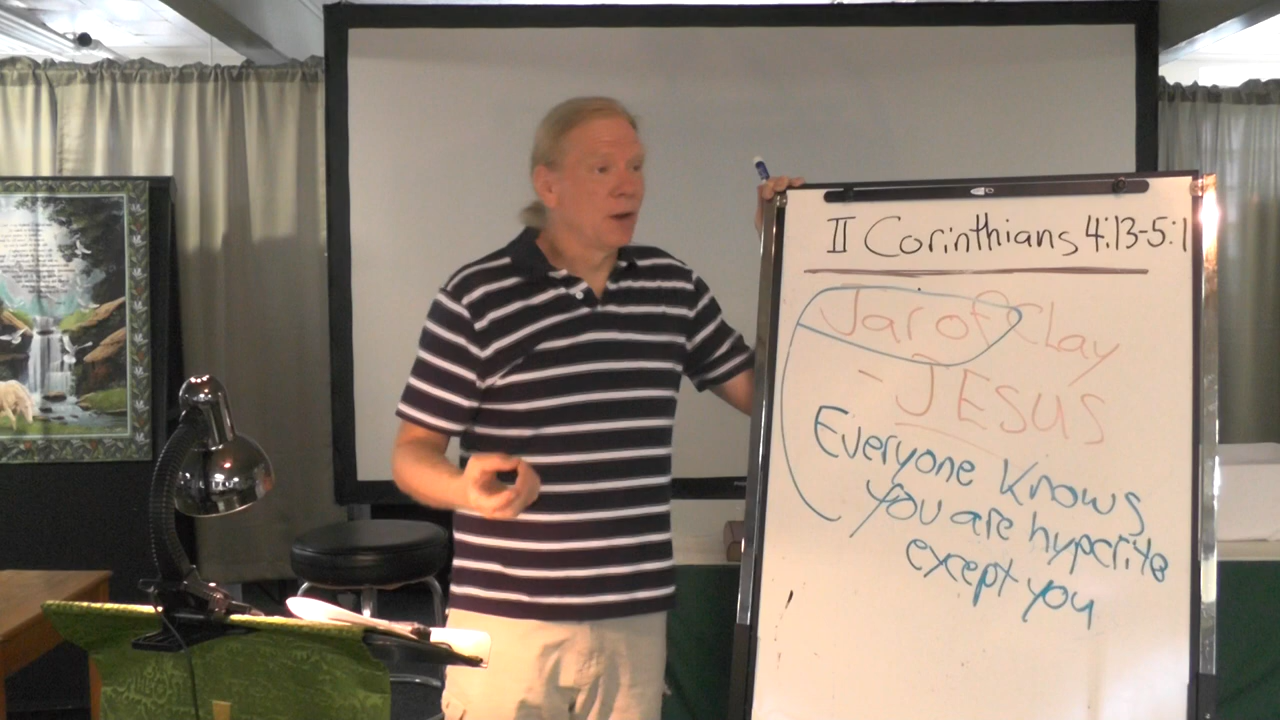 II Corinthians 4:13-5:1
Jar of Clay
- JESUS
Everyone Knows
you are hypcrite
except you